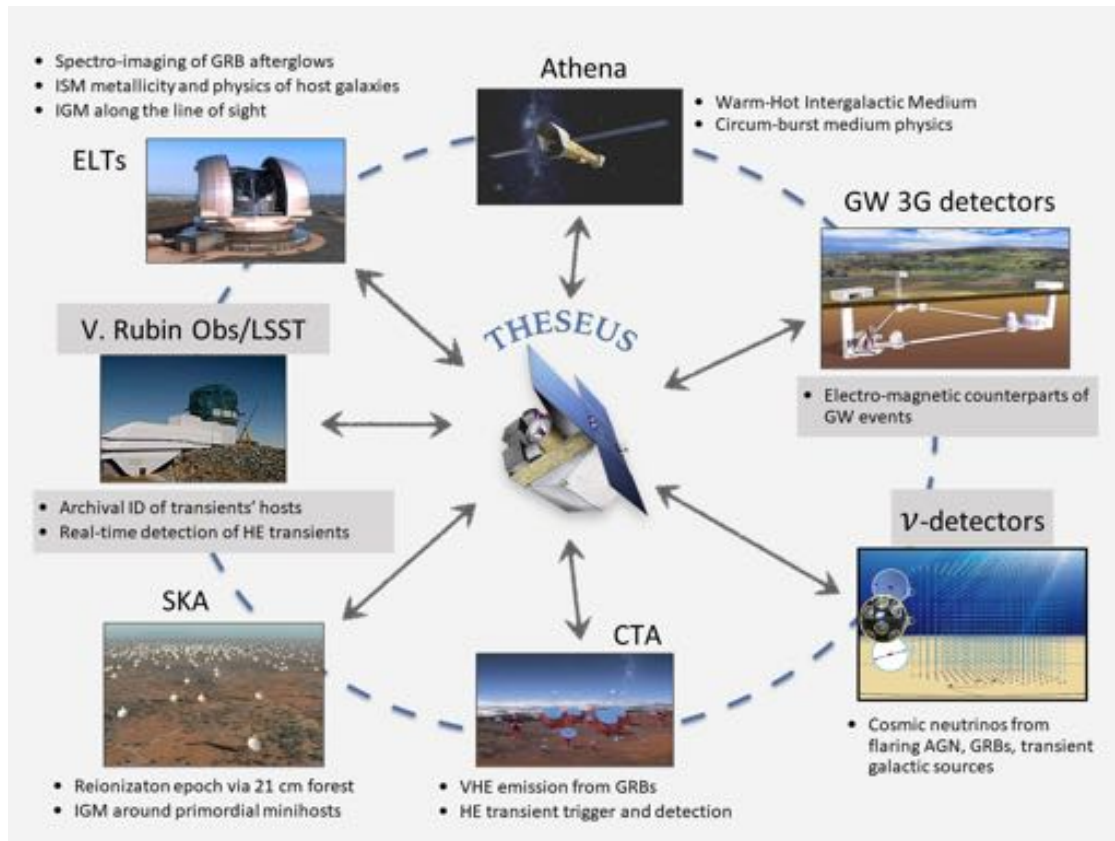 • Spectro-imaging of GRB afterglows
• ISM metallicity and physics of host galaxies
• IGM along the line of sight
ELTs
Athena
• Warm-Hot Intergalactic Medium
• Circum-burst medium physics
GW 3G detectors
• Electro-magnetic counterparts of
GW events
V. Rubin Obs/LSST
• Archival ID of transients' hosts
• Real-time detection of HE transients
THESEUS
ν-detectors
• Cosmic neutrinos from
flaring AGN, GRBs, transient
galactic sources
SKA
• Reionizaton epoch via 21 cm forest
• IGM around primordial minihosts
CTA
• VHE emission from GRBs
• HE transient trigger and detection